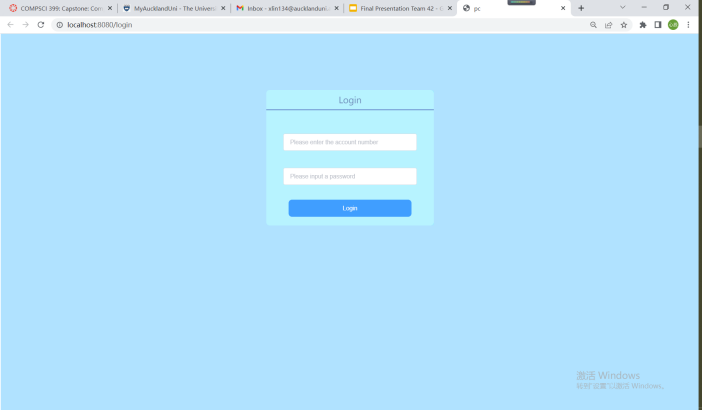 COMPSCI 399: Capstone: Com
MyAucklandUni - The Universi
Inbox - xlin134@aucklanduni.
Final Presentation Team 42 -
pc
localhost:8080/login
Login
Please enter the account number
Please input a password
Login
激活 Windows
转到"设置"以激活 Windows。